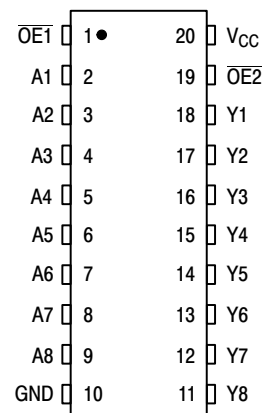 O̅E̅1̅ 1 20 VCC
A1 2 19 O̅E̅2̅
A2 3 18 Y1
A3 4 17 Y2
A4 5 16 Y3
A5 6 15 Y4
A6 7 14 Y5
A7 8 13 Y6
A8 9 12 Y7
GND 10 11 Y8